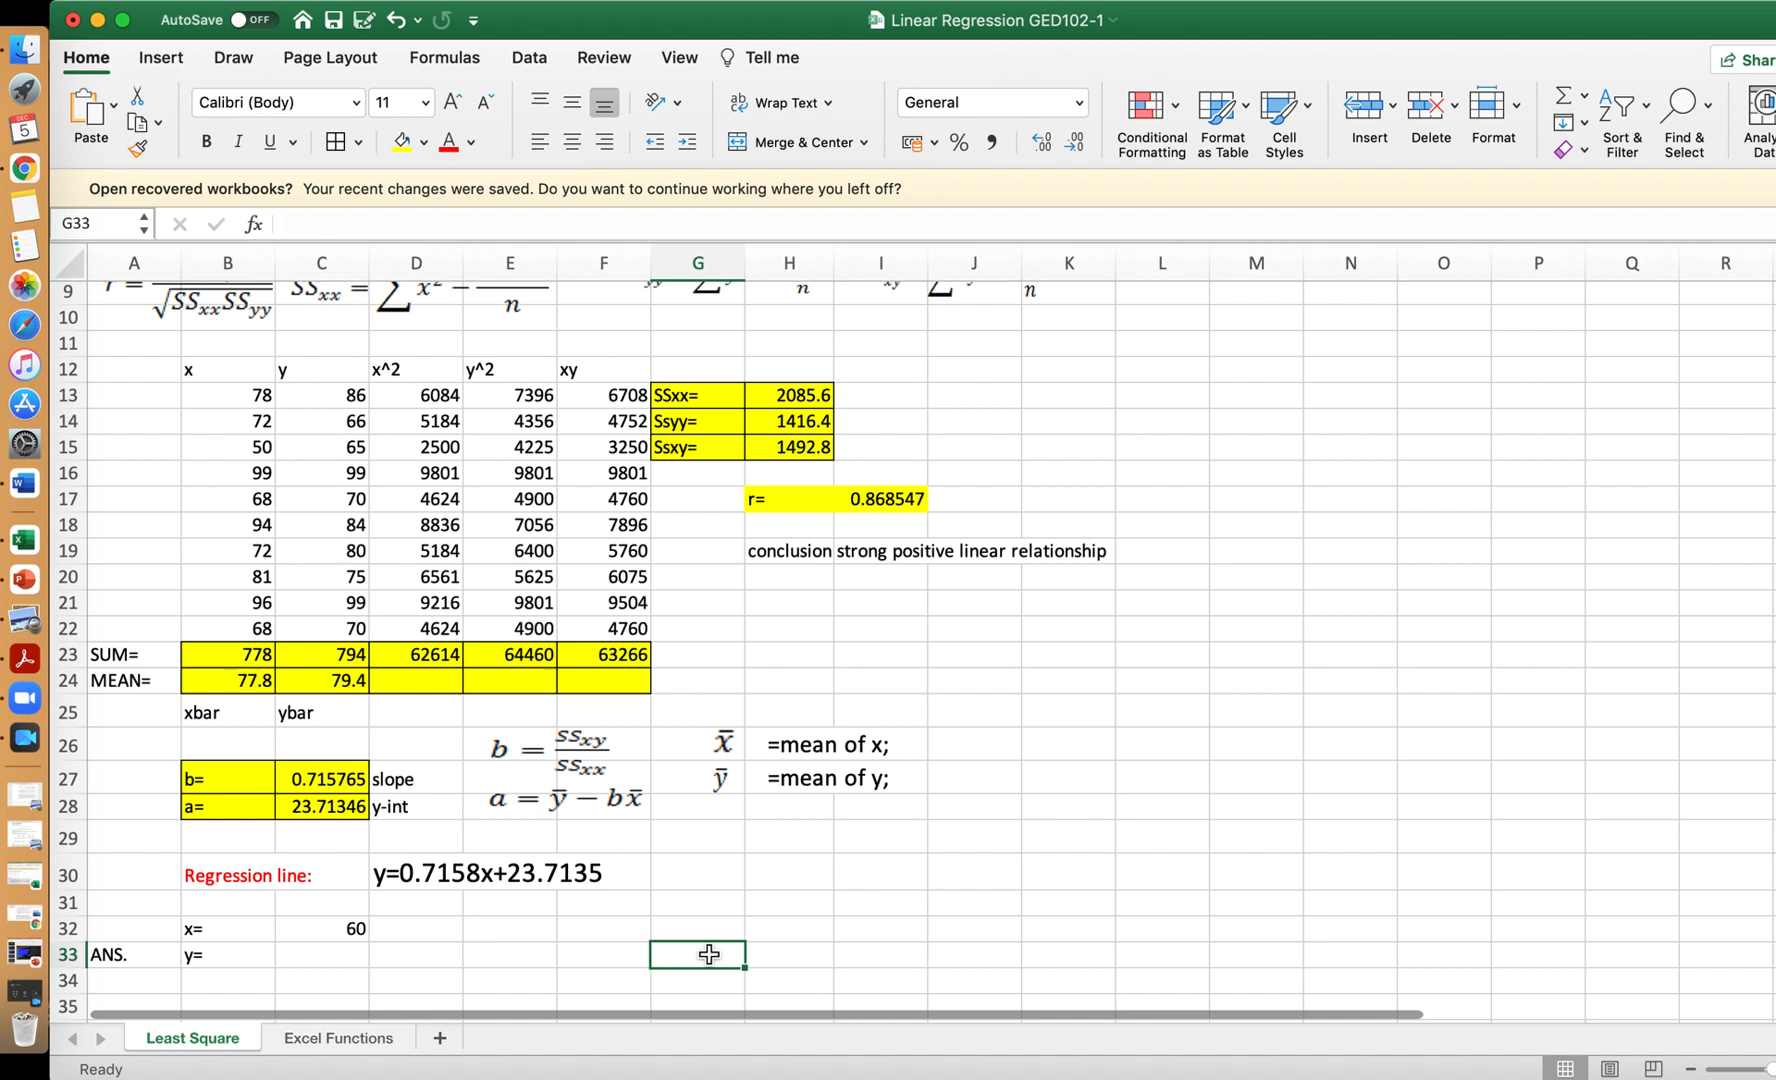 AutoSave OFF
Linear Regression GED102-1
Home Insert Draw Page Layout Formulas Data Review View Tell me
Shar
Paste
Calibri (Body) 11
B I U
Wrap Text
Merge & Center
General
Conditional Formatting
Format as Table
Cell Styles
Insert
Delete
Format
Sort & Filter
Find & Select
Analy
Dat
Open recovered workbooks? Your recent changes were saved. Do you want to continue working where you left off?
G33 fx
A B C D E F G H I J K L M N O P Q R
9 r = √SSxxSSyy SSxx = ∑ x² − n n n
10
11
12 x y x^2 y^2 xy
13 78 86 6084 7396 6708 SSxx= 2085.6
14 72 66 5184 4356 4752 Ssyy= 1416.4
15 50 65 2500 4225 3250 Ssxy= 1492.8
16 99 99 9801 9801 9801
17 68 70 4624 4900 4760 r= 0.868547
18 94 84 8836 7056 7896
19 72 80 5184 6400 5760 conclusion strong positive linear relationship
20 81 75 6561 5625 6075
21 96 99 9216 9801 9504
22 68 70 4624 4900 4760
23 SUM= 778 794 62614 64460 63266
24 MEAN= 77.8 79.4
25 xbar ybar
26 b = SSxy / SSxx x̄ =mean of x;
27 b= 0.715765 slope ȳ =mean of y;
28 a= 23.71346 y-int a = ȳ − bx̄
29
30 Regression line: y=0.7158x+23.7135
31
32 x= 60
33 ANS. y=
34
35
Least Square Excel Functions +
Ready